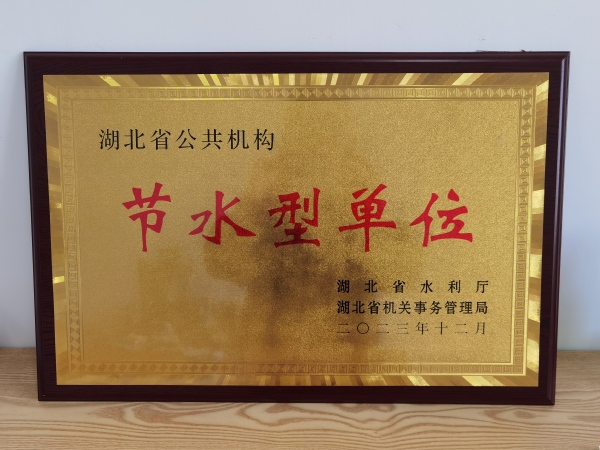 湖北省公共机构
节水型单位
湖北省水利厅
湖北省机关事务管理局
二〇二三年十二月